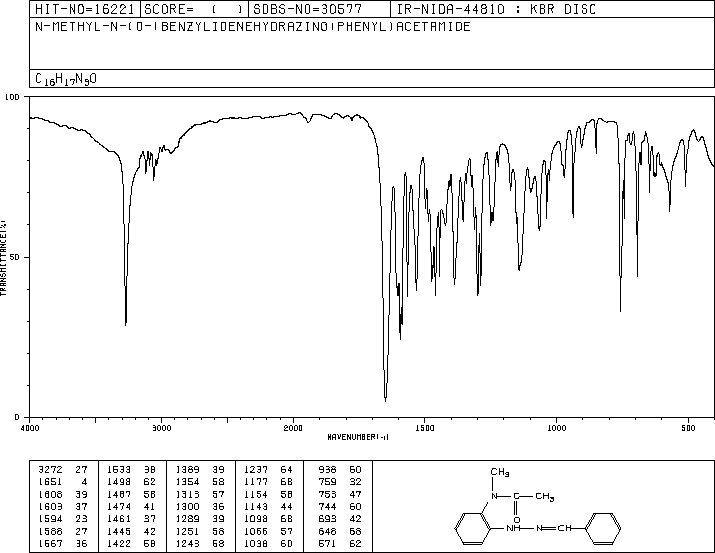 HIT-NO=16221 SCORE= ( ) SDBS-NO=30577 IR-NIDA-44810 : KBR DISC
N-METHYL-N-(O-(BENZYLIDENEHYDRAZINO)PHENYL)ACETAMIDE
C16H17N3O
100
50
0
TRANSMITTANCE(%)
4000 3000 2000 1500 1000 500
WAVENUMBER(-1)
3272 27 1533 38 1389 39 1237 64 938 60
1651 4 1498 62 1354 58 1177 68 759 32
1608 39 1487 58 1313 57 1154 58 753 47
1603 37 1474 41 1300 36 1143 44 744 60
1594 23 1461 37 1289 39 1098 68 693 42
1588 27 1445 42 1251 58 1066 57 648 68
1567 36 1422 58 1243 58 1038 60 571 62
CH3
N C CH3
O
NH N CH